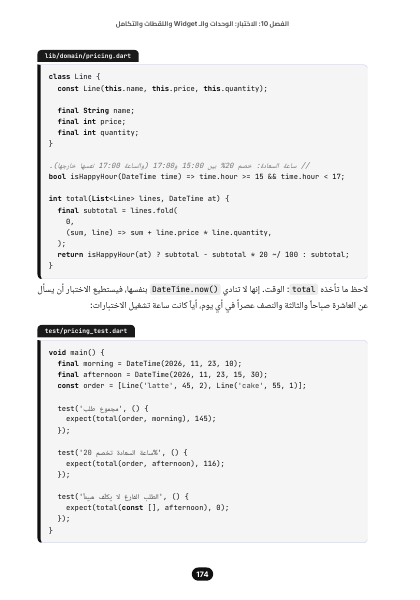 الفصل 10: الاختبار: الوحدات والـ Widget واللقطات والتكامل
lib/domain/pricing.dart
class Line {
  const Line(this.name, this.price, this.quantity);

  final String name;
  final int price;
  final int quantity;
}

// ساعة السعادة: خصم 20% بين 15:00 و17:00 (والساعة 17:00 نفسها خارجها).
bool isHappyHour(DateTime time) => time.hour >= 15 && time.hour < 17;

int total(List<Line> lines, DateTime at) {
  final subtotal = lines.fold(
    0,
    (sum, line) => sum + line.price * line.quantity,
  );
  return isHappyHour(at) ? subtotal - subtotal * 20 ~/ 100 : subtotal;
}
لاحظ ما تأخذه total: الوقت. إنها لا تنادي DateTime.now() بنفسها، فيستطيع الاختبار أن يسأل
عن العاشرة صباحاً والثالثة والنصف عصراً في أي يوم، أياً كانت ساعة تشغيل الاختبارات:
test/pricing_test.dart
void main() {
  final morning = DateTime(2026, 11, 23, 10);
  final afternoon = DateTime(2026, 11, 23, 15, 30);
  const order = [Line('latte', 45, 2), Line('cake', 55, 1)];

  test('مجموع طلب', () {
    expect(total(order, morning), 145);
  });

  test('ساعة السعادة تخصم 20%', () {
    expect(total(order, afternoon), 116);
  });

  test('الطلب الفارغ لا يكلف شيئاً', () {
    expect(total(const [], afternoon), 0);
  });
}
174